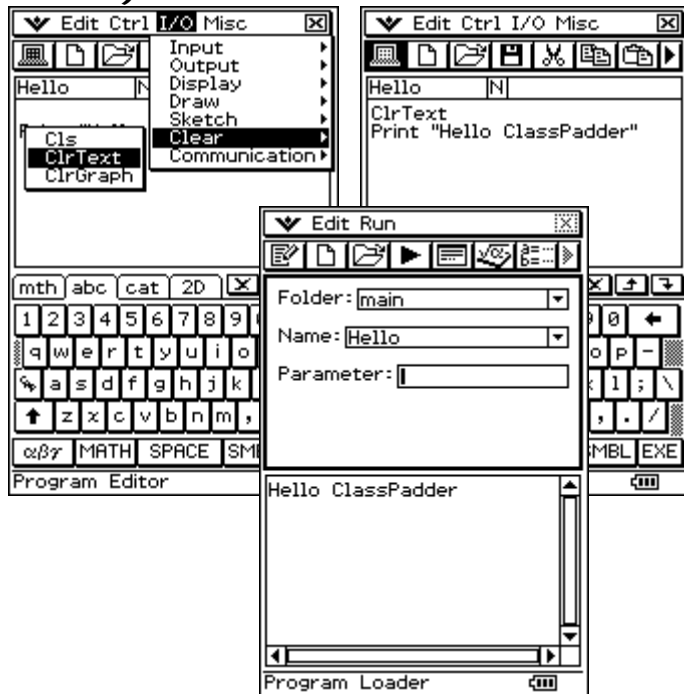 Edit Ctrl I/O Misc
Input
Output
Display
Draw
Sketch
Clear
Communication
Hello N
Cls
ClrText
ClrGraph
mth abc cat 2D
1 2 3 4 5 6 7 8 9
q w e r t y u i o
a s d f g h j k
z x c v b n m ,
αβγ MATH SPACE
Program Editor
Edit Ctrl I/O Misc
Hello N
ClrText
Print "Hello ClassPadder"
0
o p -
l ; \
, . /
EXE
Edit Run
Folder: main
Name: Hello
Parameter:
Hello ClassPadder
Program Loader